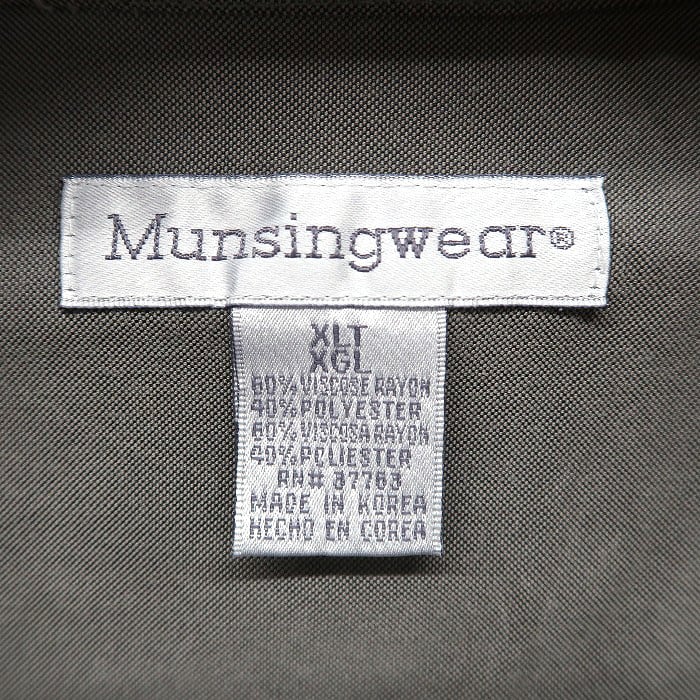 Munsingwear®
XLT
XGL
60% VISCOSE RAYON
40% POLYESTER
60% VISCOSA RAYON
40% POLIESTER
RN# 37763
MADE IN KOREA
HECHO EN COREA